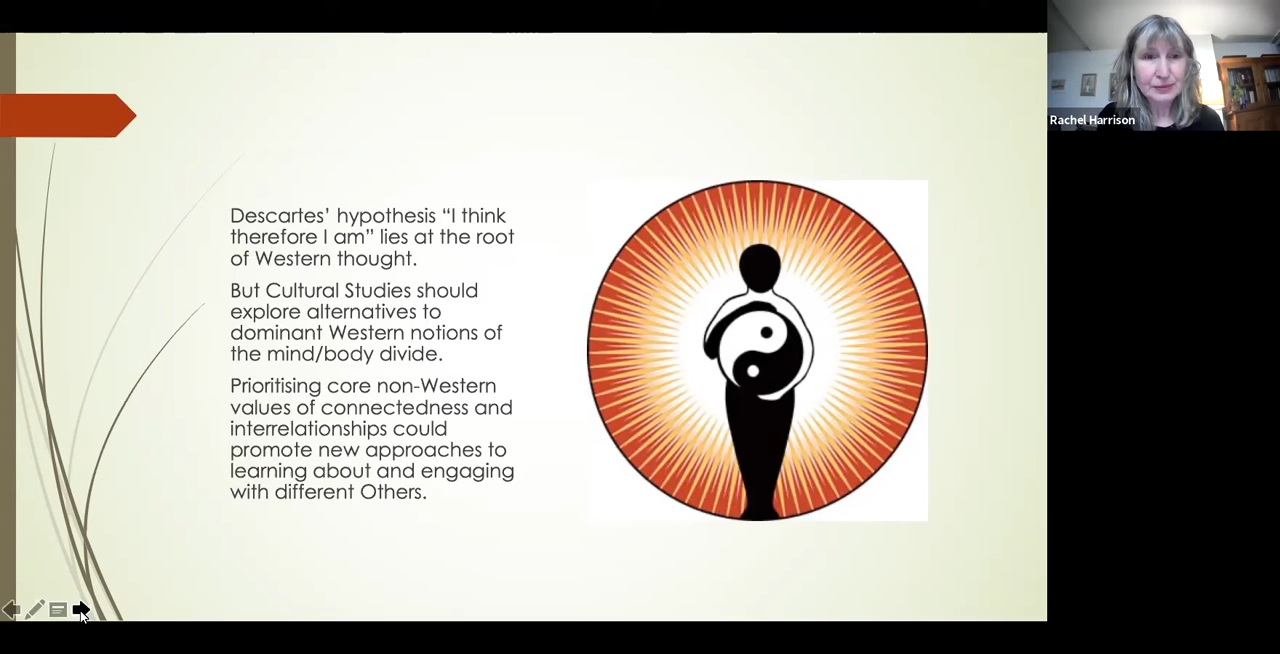 Descartes’ hypothesis “I think
therefore I am” lies at the root
of Western thought.
But Cultural Studies should
explore alternatives to
dominant Western notions of
the mind/body divide.
Prioritising core non-Western
values of connectedness and
interrelationships could
promote new approaches to
learning about and engaging
with different Others.
Rachel Harrison